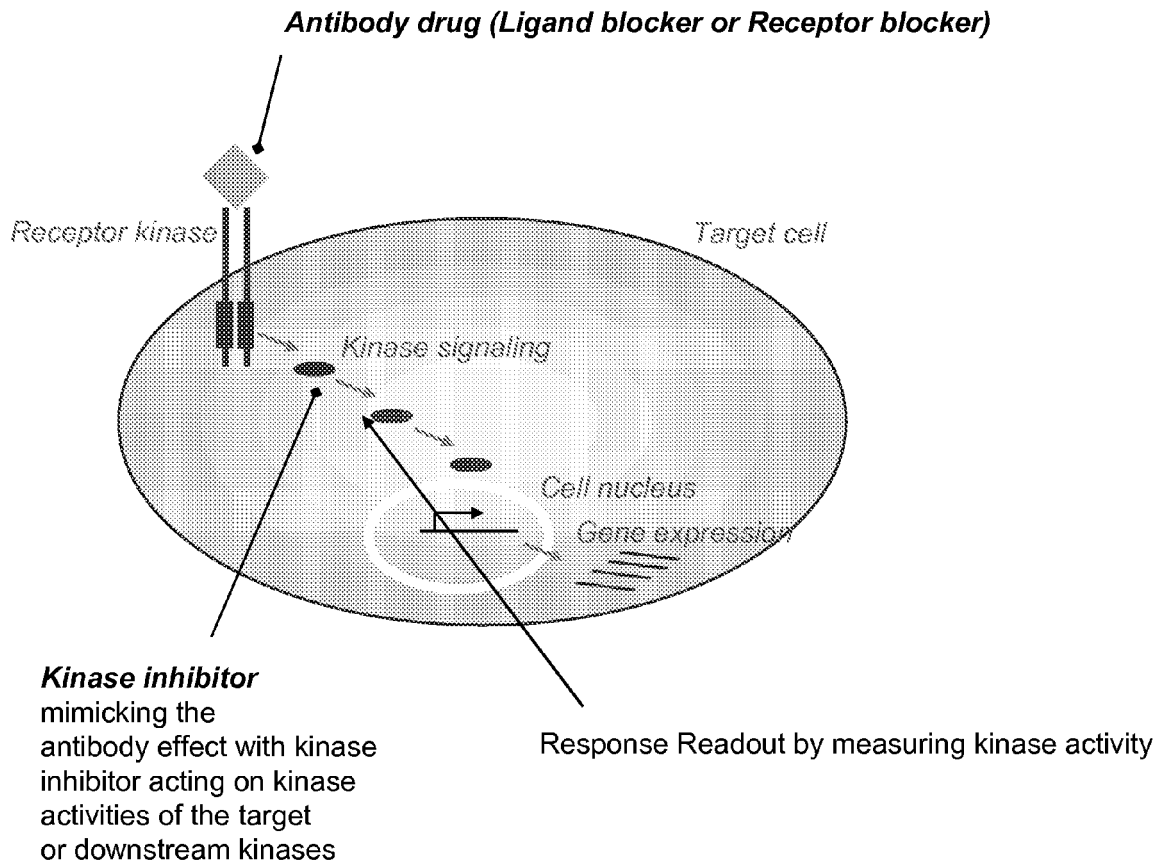 Antibody drug (Ligand blocker or Receptor blocker)
Receptor kinase
Target cell
Kinase signaling
Cell nucleus
Gene expression
Kinase inhibitor
mimicking the
antibody effect with kinase
inhibitor acting on kinase
activities of the target
or downstream kinases
Response Readout by measuring kinase activity